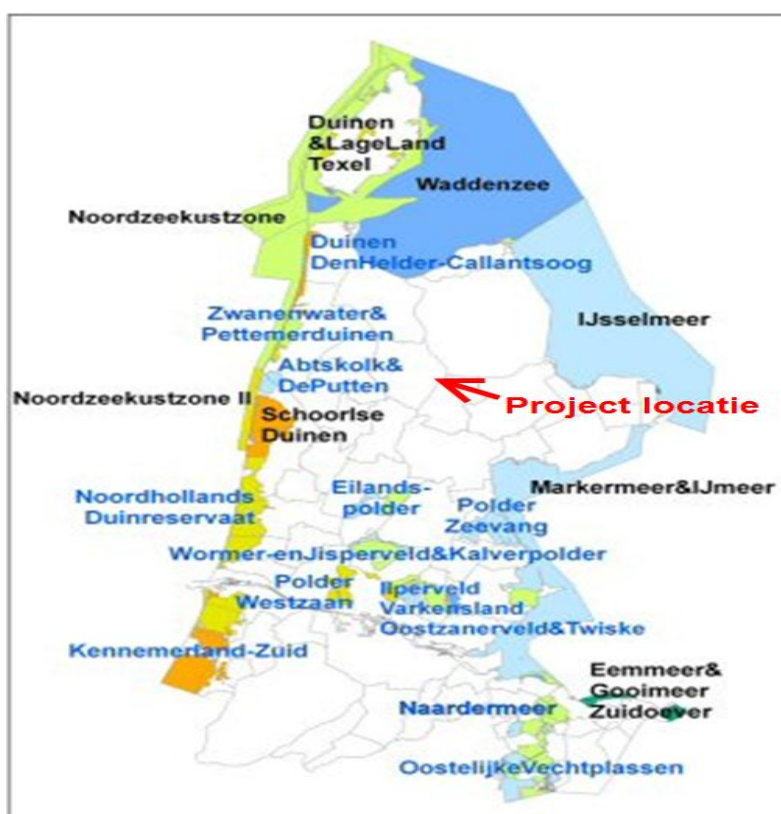 Duinen
&LageLand
Texel
Waddenzee
Noordzeekustzone
Duinen
DenHelder-Callantsoog
Zwanenwater&
Pettemerduinen
IJsselmeer
Abtskolk&
DePutten
Noordzeekustzone II
Project locatie
Schoorlse
Duinen
Noordhollands
Duinreservaat
Eilands-
polder
Polder
Zeevang
Markermeer&IJmeer
Wormer-enJisperveld&Kalverpolder
Polder
Westzaan
Ilperveld
Varkensland
Oostzanerveld&Twiske
Kennemerland-Zuid
Eemmeer&
Gooimeer
Zuidoever
Naardermeer
OostelijkeVechtplassen